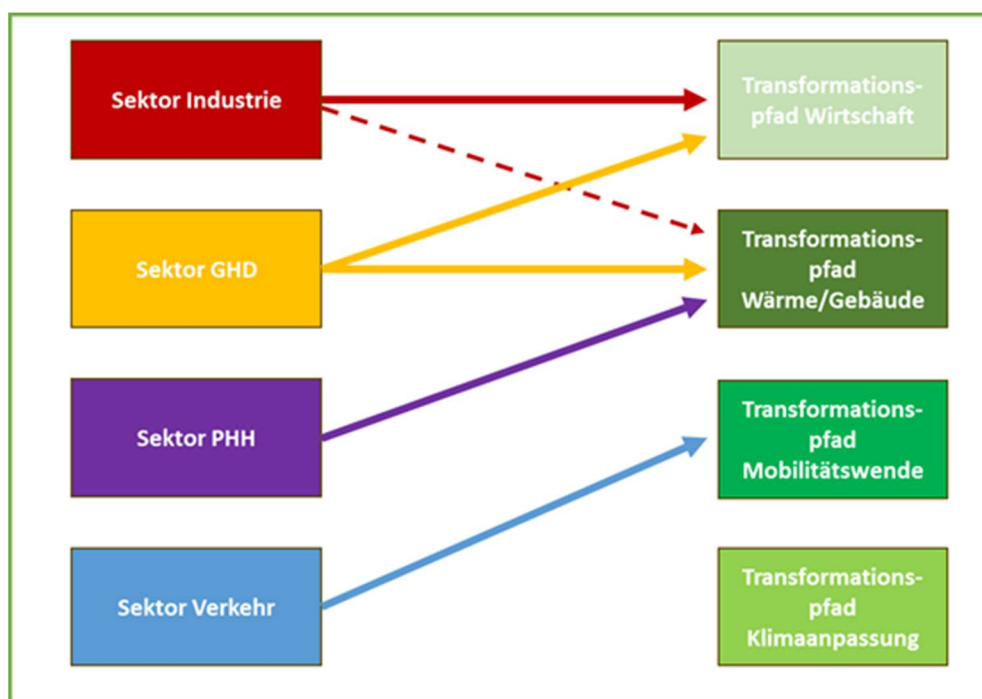 Sektor Industrie
Transformations-
pfad Wirtschaft
Sektor GHD
Transformations-
pfad
Wärme/Gebäude
Sektor PHH
Transformations-
pfad
Mobilitätswende
Sektor Verkehr
Transformations-
pfad
Klimaanpassung